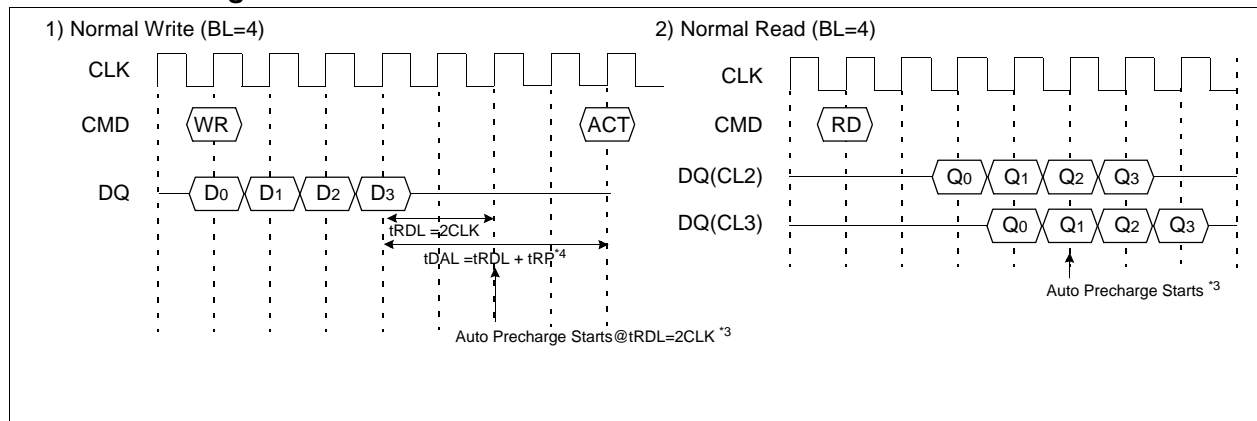 1) Normal Write (BL=4)
CLK
CMD
WR
ACT
DQ
D0 D1 D2 D3
tRDL =2CLK
tDAL =tRDL + tRP*4
Auto Precharge Starts@tRDL=2CLK *3
2) Normal Read (BL=4)
CLK
CMD
RD
DQ(CL2)
Q0 Q1 Q2 Q3
DQ(CL3)
Q0 Q1 Q2 Q3
Auto Precharge Starts *3